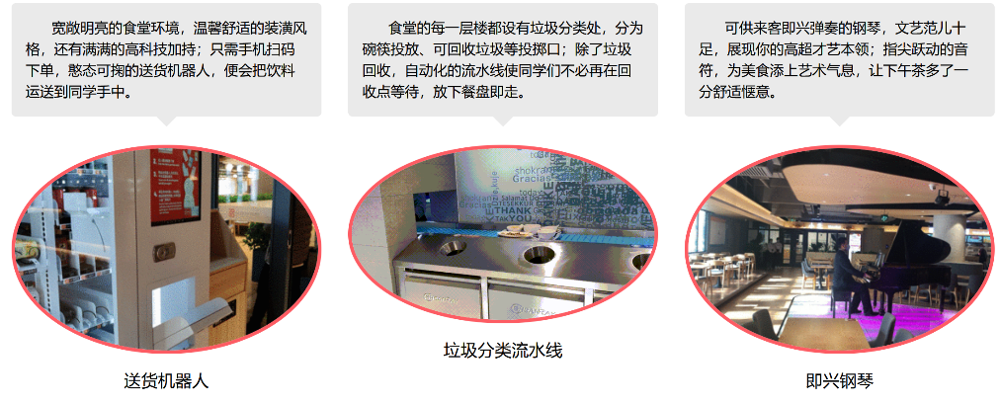 宽敞明亮的食堂环境，温馨舒适的装潢风
格，还有满满的高科技加持；只需手机扫码
下单，憨态可掬的送货机器人，便会把饮料
运送到同学手中。
食堂的每一层楼都设有垃圾分类处，分为
碗筷投放、可回收垃圾等投掷口；除了垃圾
回收，自动化的流水线使同学们不必再在回
收点等待，放下餐盘即走。
可供来客即兴弹奏的钢琴，文艺范儿十
足，展现你的高超才艺本领；指尖跃动的音
符，为美食添上艺术气息，让下午茶多了一
分舒适惬意。
shokran
Gracias
today
Salamat Do
TESEKKUR
THANK
YOU
送货机器人
垃圾分类流水线
即兴钢琴